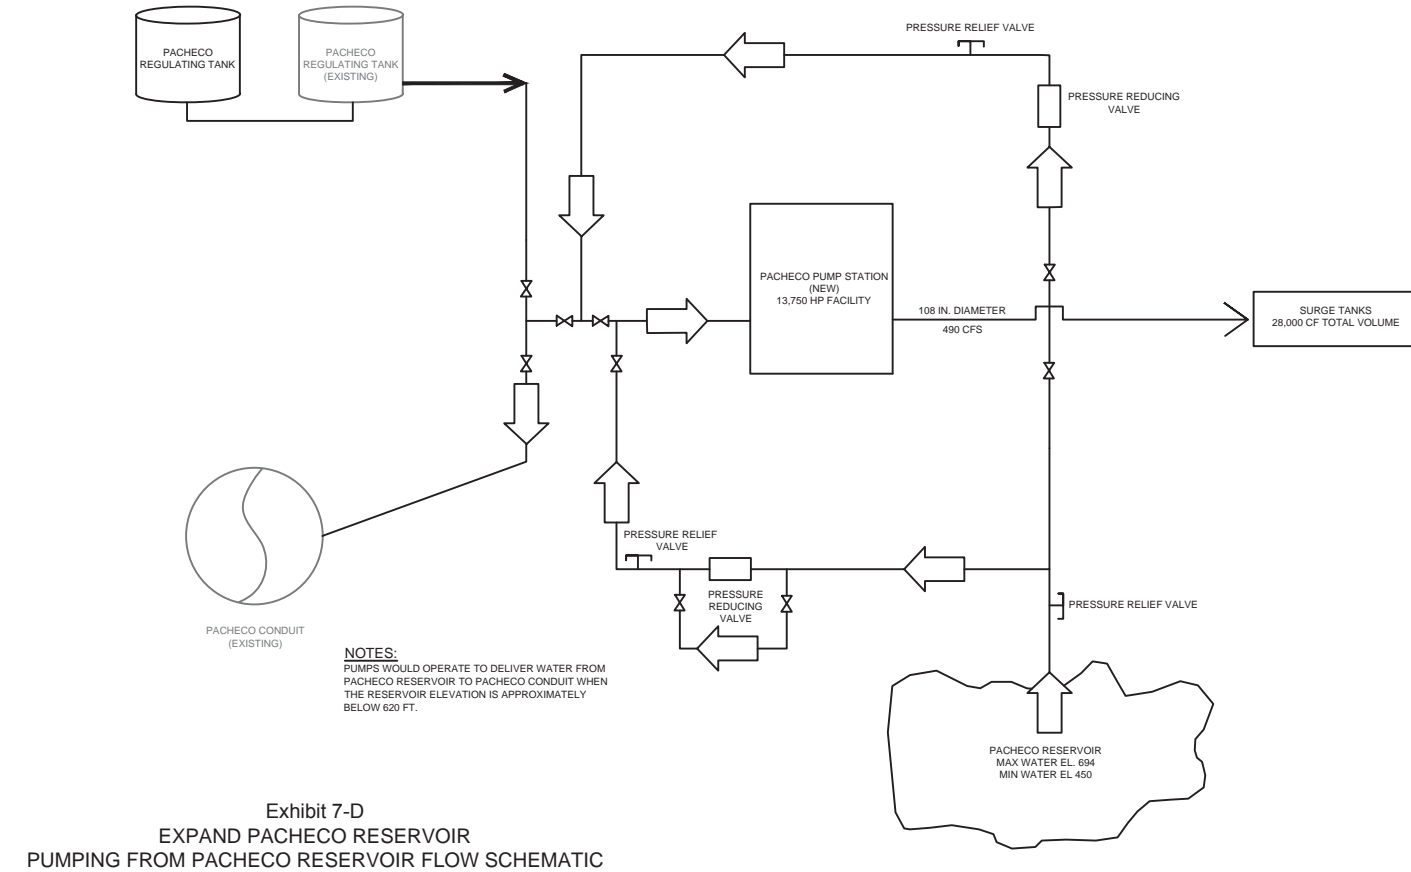 PRESSURE RELIEF VALVE
PACHECO
REGULATING TANK
PACHECO
REGULATING TANK
(EXISTING)
PRESSURE REDUCING
VALVE
PACHECO PUMP STATION
(NEW)
13,750 HP FACILITY
108 IN. DIAMETER
490 CFS
SURGE TANKS
28,000 CF TOTAL VOLUME
PRESSURE RELIEF
VALVE
PRESSURE
REDUCING
VALVE
PRESSURE RELIEF VALVE
PACHECO CONDUIT
(EXISTING)
NOTES:
PUMPS WOULD OPERATE TO DELIVER WATER FROM
PACHECO RESERVOIR TO PACHECO CONDUIT WHEN
THE RESERVOIR ELEVATION IS APPROXIMATELY
BELOW 620 FT.
PACHECO RESERVOIR
MAX WATER EL. 694
MIN WATER EL 450
Exhibit 7-D
EXPAND PACHECO RESERVOIR
PUMPING FROM PACHECO RESERVOIR FLOW SCHEMATIC